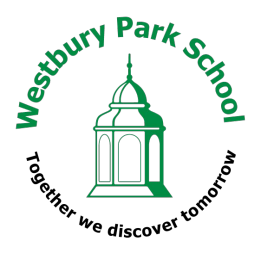 Westbury Park School
Together we discover tomorrow